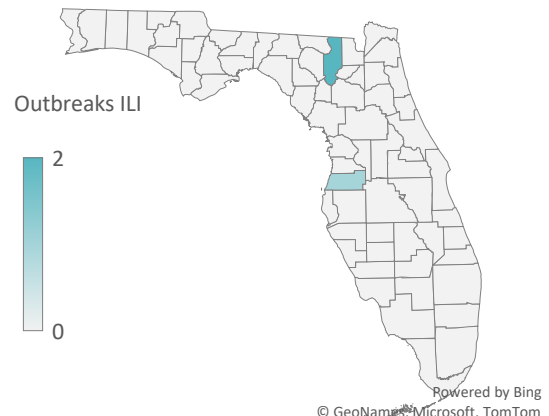 Outbreaks ILI
2
0
Powered by Bing
© GeoNames, Microsoft, TomTom